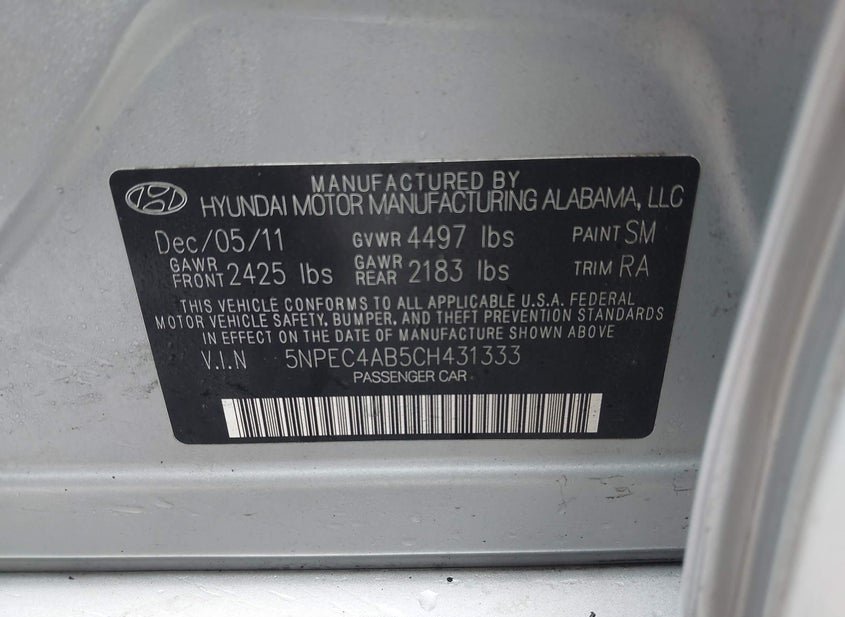 MANUFACTURED BY
HYUNDAI MOTOR MANUFACTURING ALABAMA, LLC
Dec/05/11 GVWR 4497 lbs PAINT SM
GAWR FRONT 2425 lbs GAWR REAR 2183 lbs TRIM RA
THIS VEHICLE CONFORMS TO ALL APPLICABLE U.S.A. FEDERAL
MOTOR VEHICLE SAFETY, BUMPER, AND THEFT PREVENTION STANDARDS
IN EFFECT ON THE DATE OF MANUFACTURE SHOWN ABOVE
V.I.N 5NPEC4AB5CH431333
PASSENGER CAR